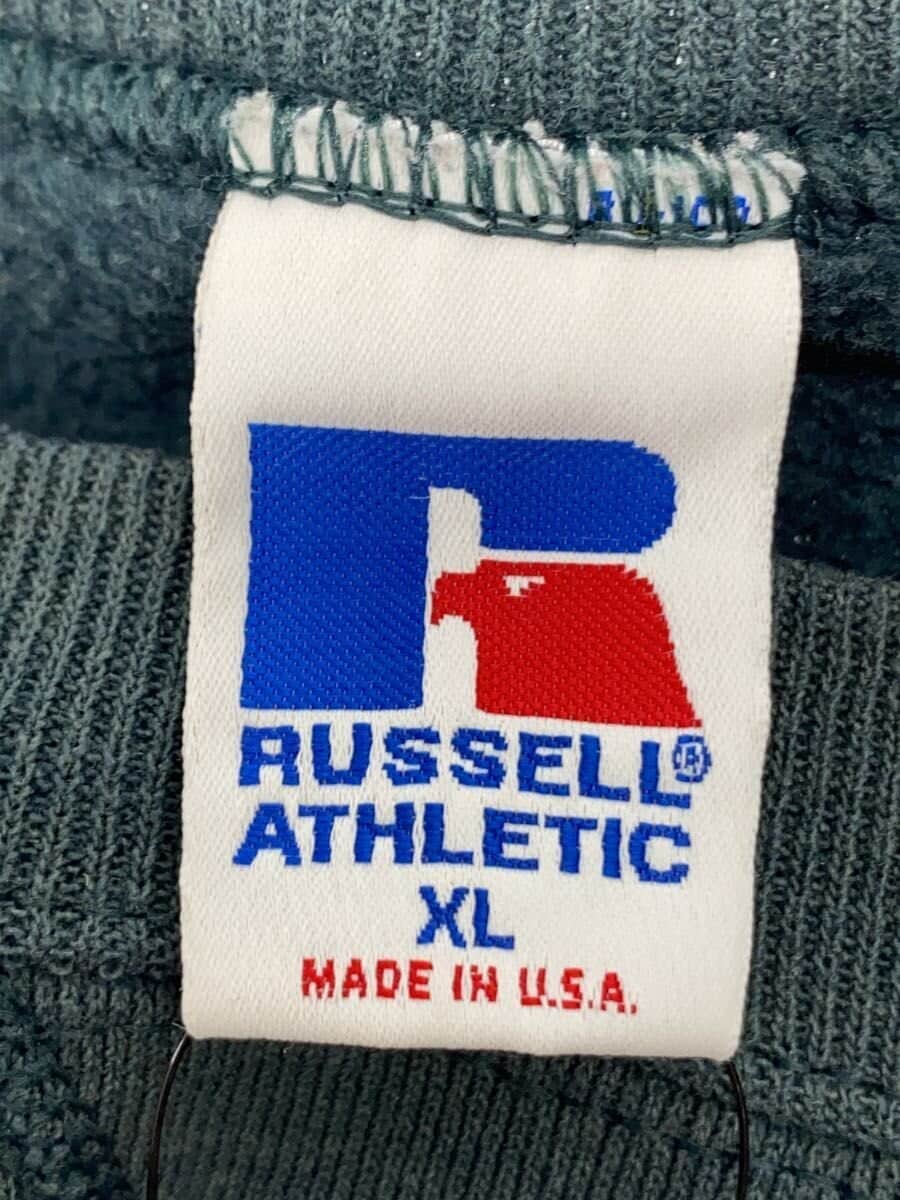 RUSSELL®
ATHLETIC
XL
MADE IN U.S.A.